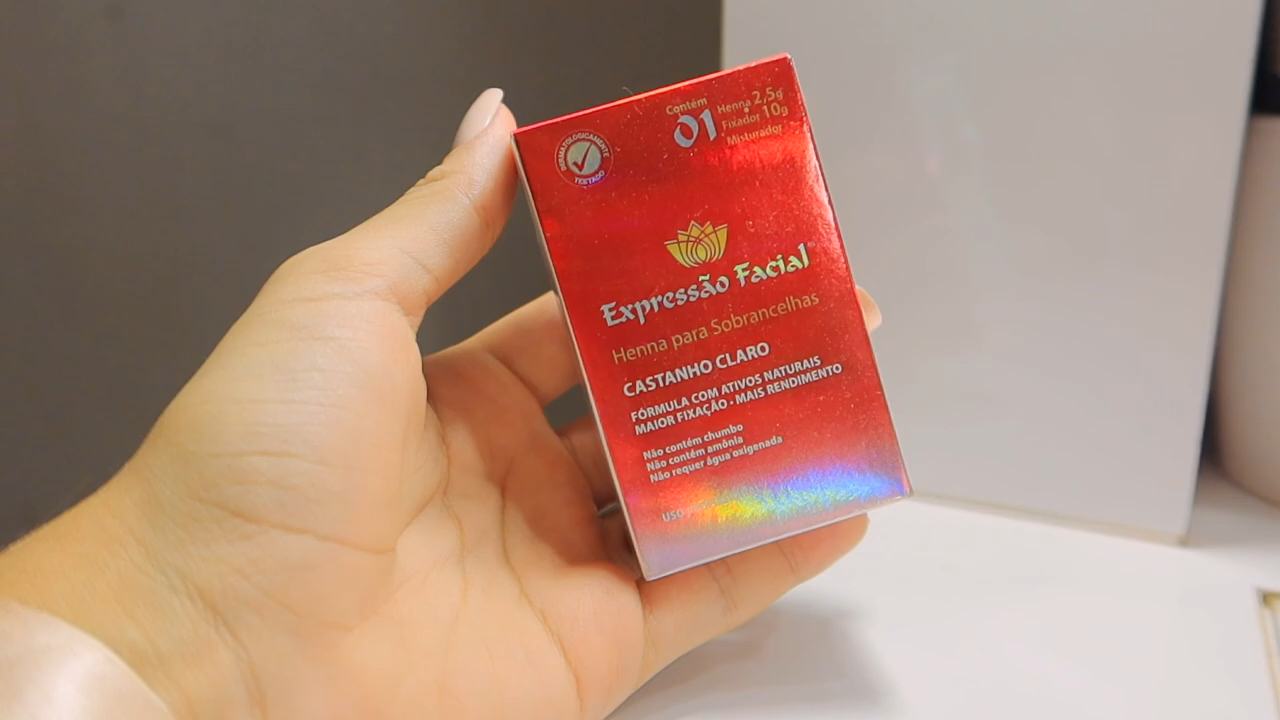 DERMATOLOGICAMENTE
TESTADO
Contém
01
Henna 2,5g
Fixador 10g
Misturador
Expressão Facial
Henna para Sobrancelhas
CASTANHO CLARO
FÓRMULA COM ATIVOS NATURAIS
MAIOR FIXAÇÃO - MAIS RENDIMENTO
Não contém chumbo
Não contém amônia
Não requer água oxigenada
USO